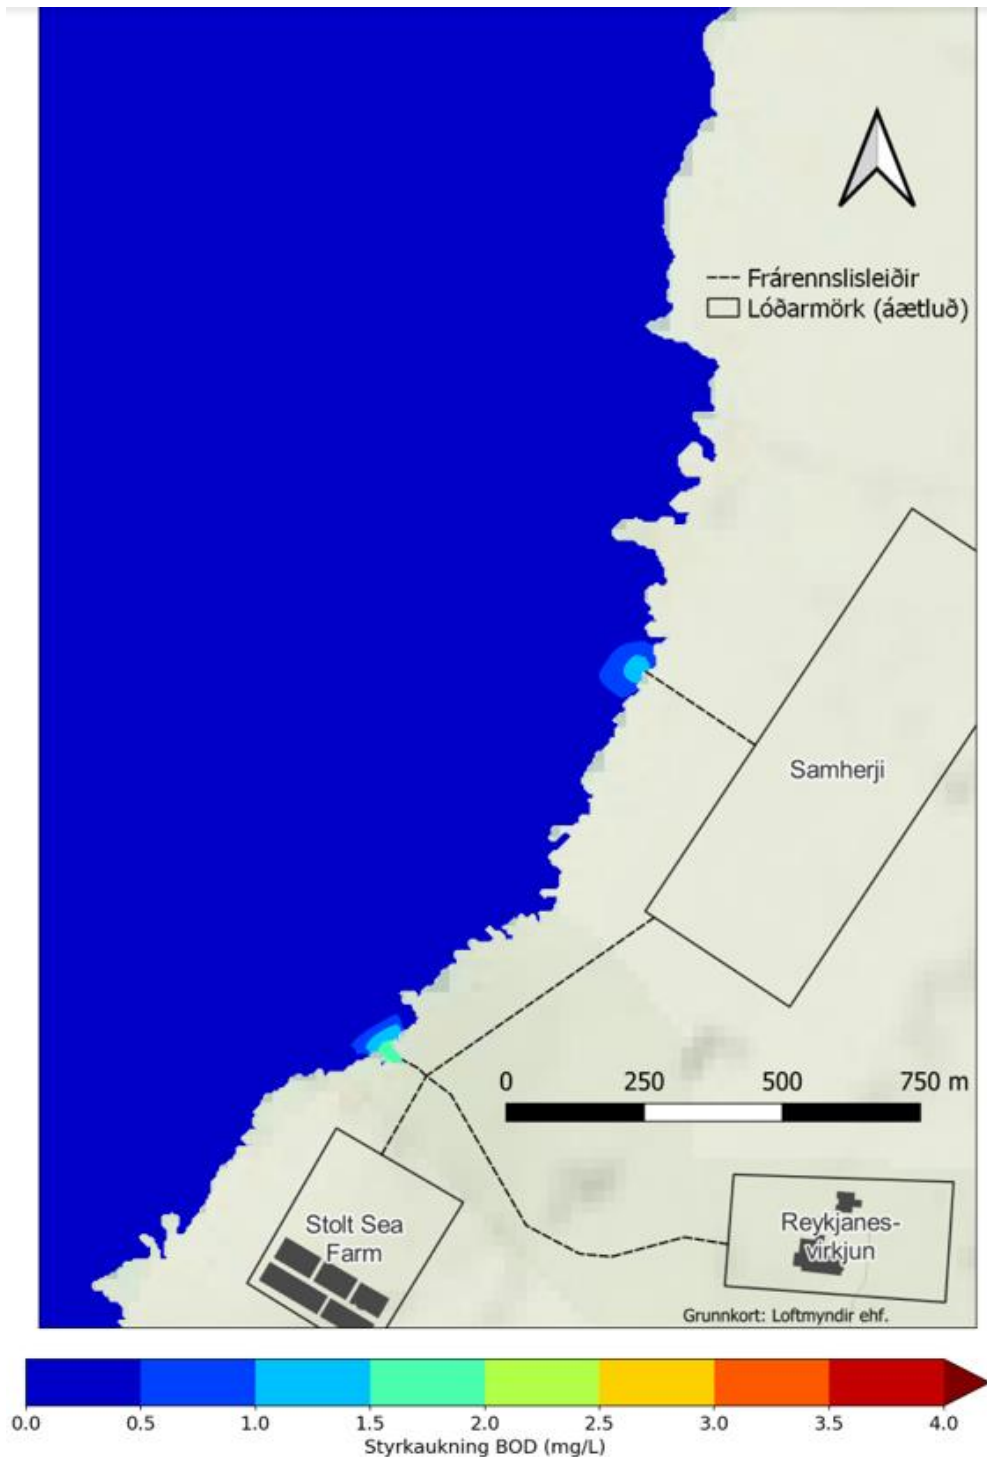 Frárennslisleiðir
Lóðarmörk (áætluð)
Samherji
0 250 500 750 m
Stolt Sea
Farm
Reykjanes-
virkjun
Grunnkort: Loftmyndir ehf.
0.0 0.5 1.0 1.5 2.0 2.5 3.0 3.5 4.0
Styrkaukning BOD (mg/L)